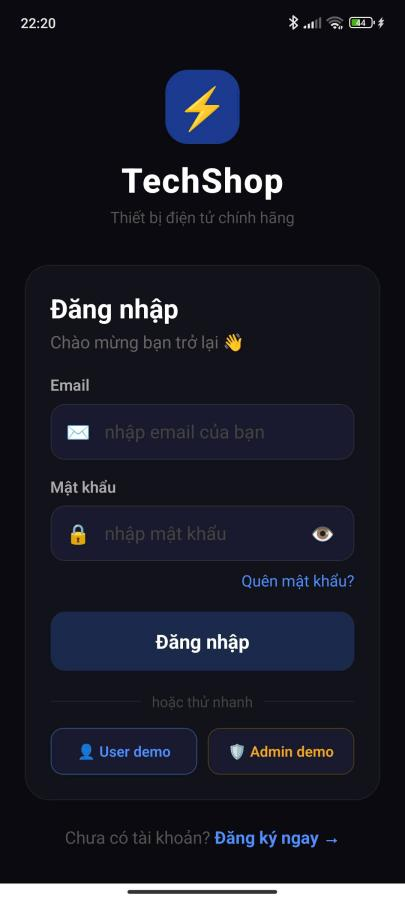 22:20
44
TechShop
Thiết bị điện tử chính hãng
Đăng nhập
Chào mừng bạn trở lại 👋
Email
nhập email của bạn
Mật khẩu
nhập mật khẩu
Quên mật khẩu?
Đăng nhập
hoặc thử nhanh
User demo
Admin demo
Chưa có tài khoản? Đăng ký ngay →